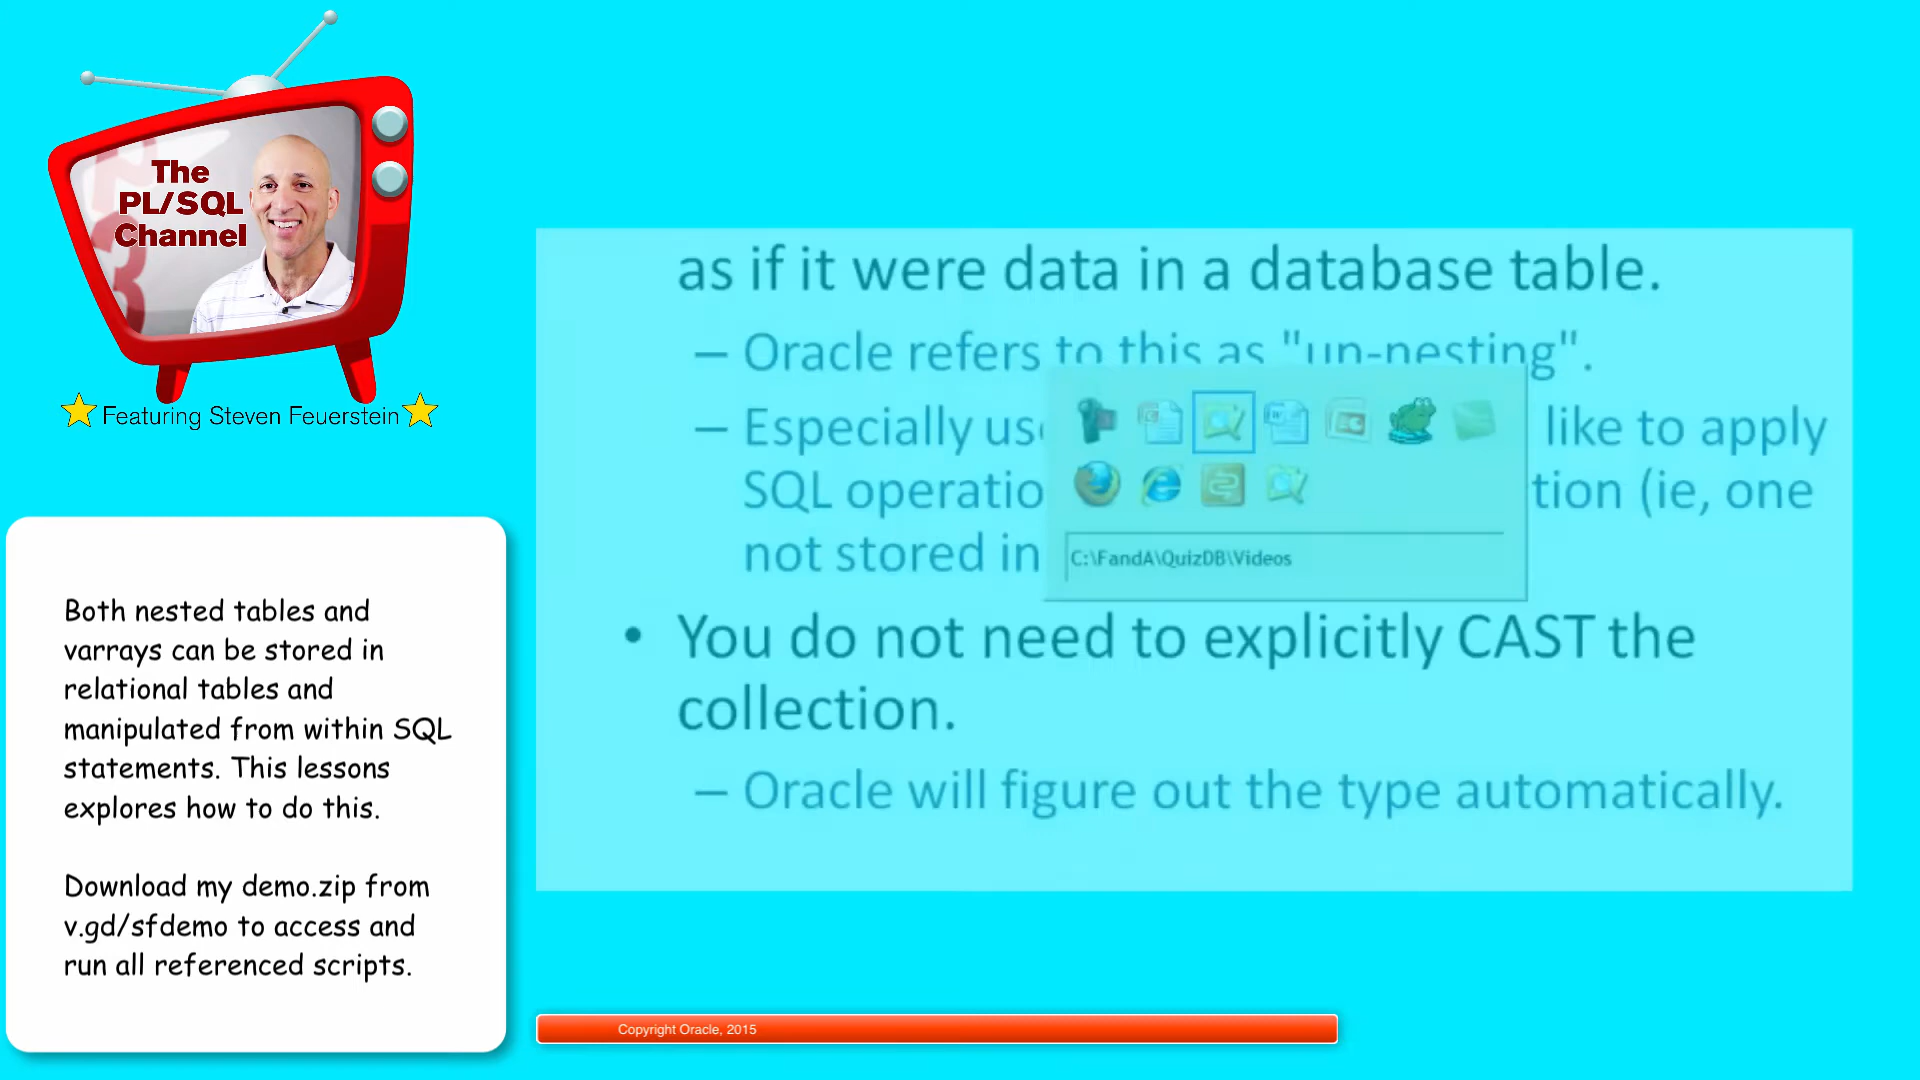 The
PL/SQL
Channel
Featuring Steven Feuerstein
Both nested tables and
varrays can be stored in
relational tables and
manipulated from within SQL
statements. This lessons
explores how to do this.
Download my demo.zip from
v.gd/sfdemo to access and
run all referenced scripts.
as if it were data in a database table.
– Oracle refers to this as "un-nesting".
– Especially like to apply
SQL (ie, one
not stored in
C:\FandA\QuizDB\Videos
• You do not need to explicitly CAST the
collection.
– Oracle will figure out the type automatically.
Copyright Oracle, 2015